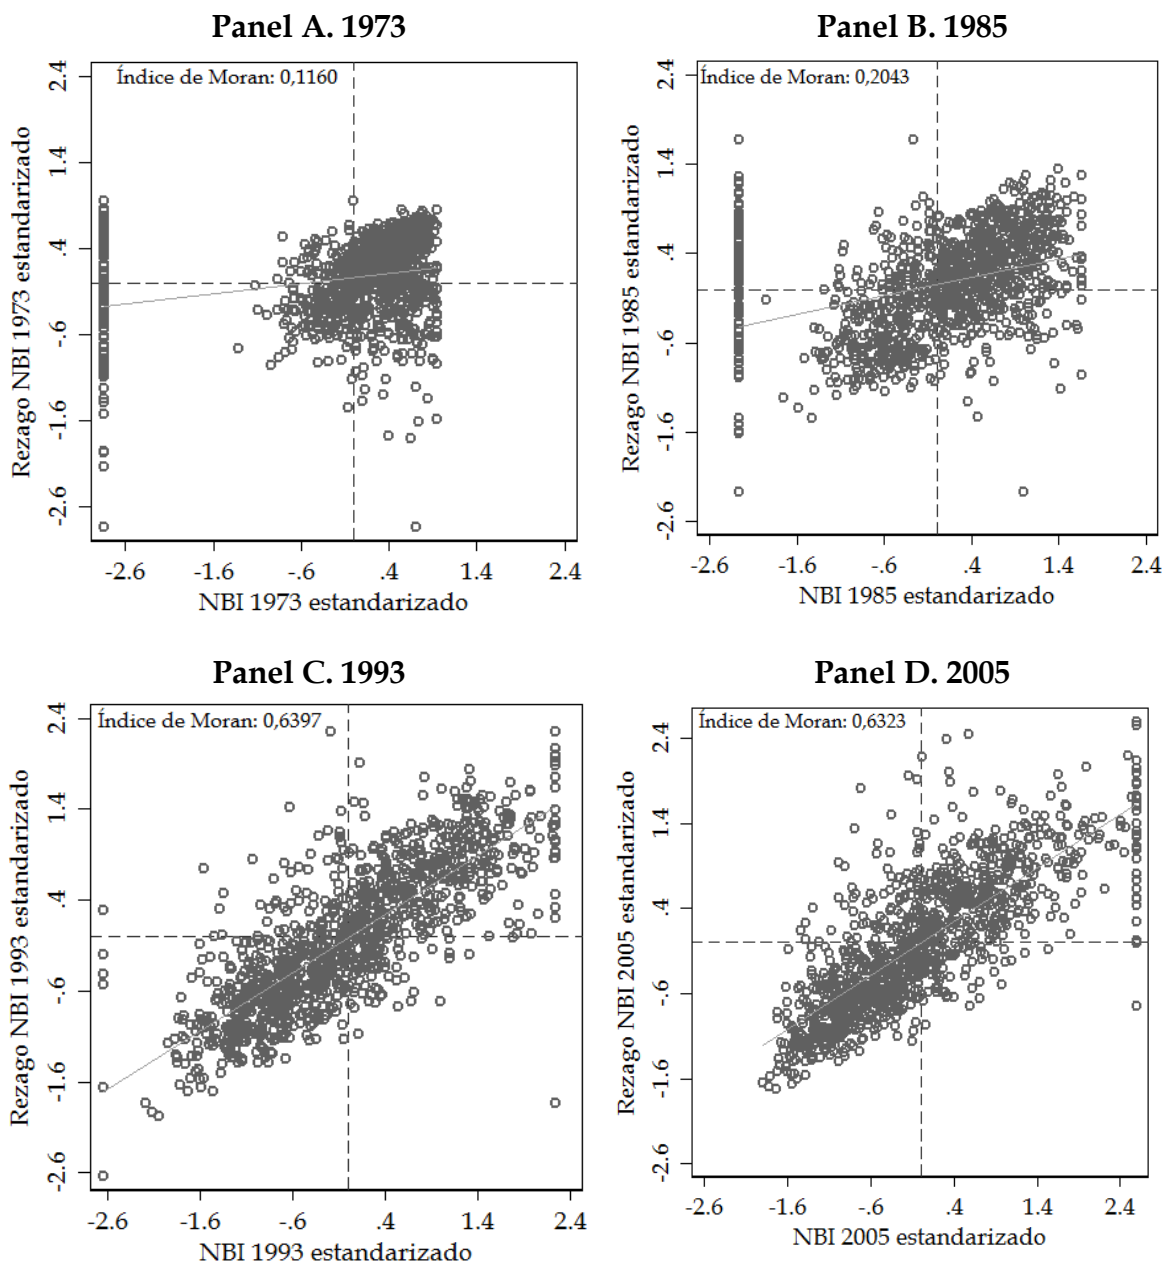 Panel A. 1973
Índice de Moran: 0,1160
Rezago NBI 1973 estandarizado
2.4
1.4
.4
-.6
-1.6
-2.6
-2.6 -1.6 -.6 .4 1.4 2.4
NBI 1973 estandarizado
Panel B. 1985
Índice de Moran: 0,2043
Rezago NBI 1985 estandarizado
2.4
1.4
.4
-.6
-1.6
-2.6
-2.6 -1.6 -.6 .4 1.4 2.4
NBI 1985 estandarizado
Panel C. 1993
Índice de Moran: 0,6397
Rezago NBI 1993 estandarizado
2.4
1.4
.4
-.6
-1.6
-2.6
-2.6 -1.6 -.6 .4 1.4 2.4
NBI 1993 estandarizado
Panel D. 2005
Índice de Moran: 0,6323
Rezago NBI 2005 estandarizado
2.4
1.4
.4
-.6
-1.6
-2.6
-2.6 -1.6 -.6 .4 1.4 2.4
NBI 2005 estandarizado